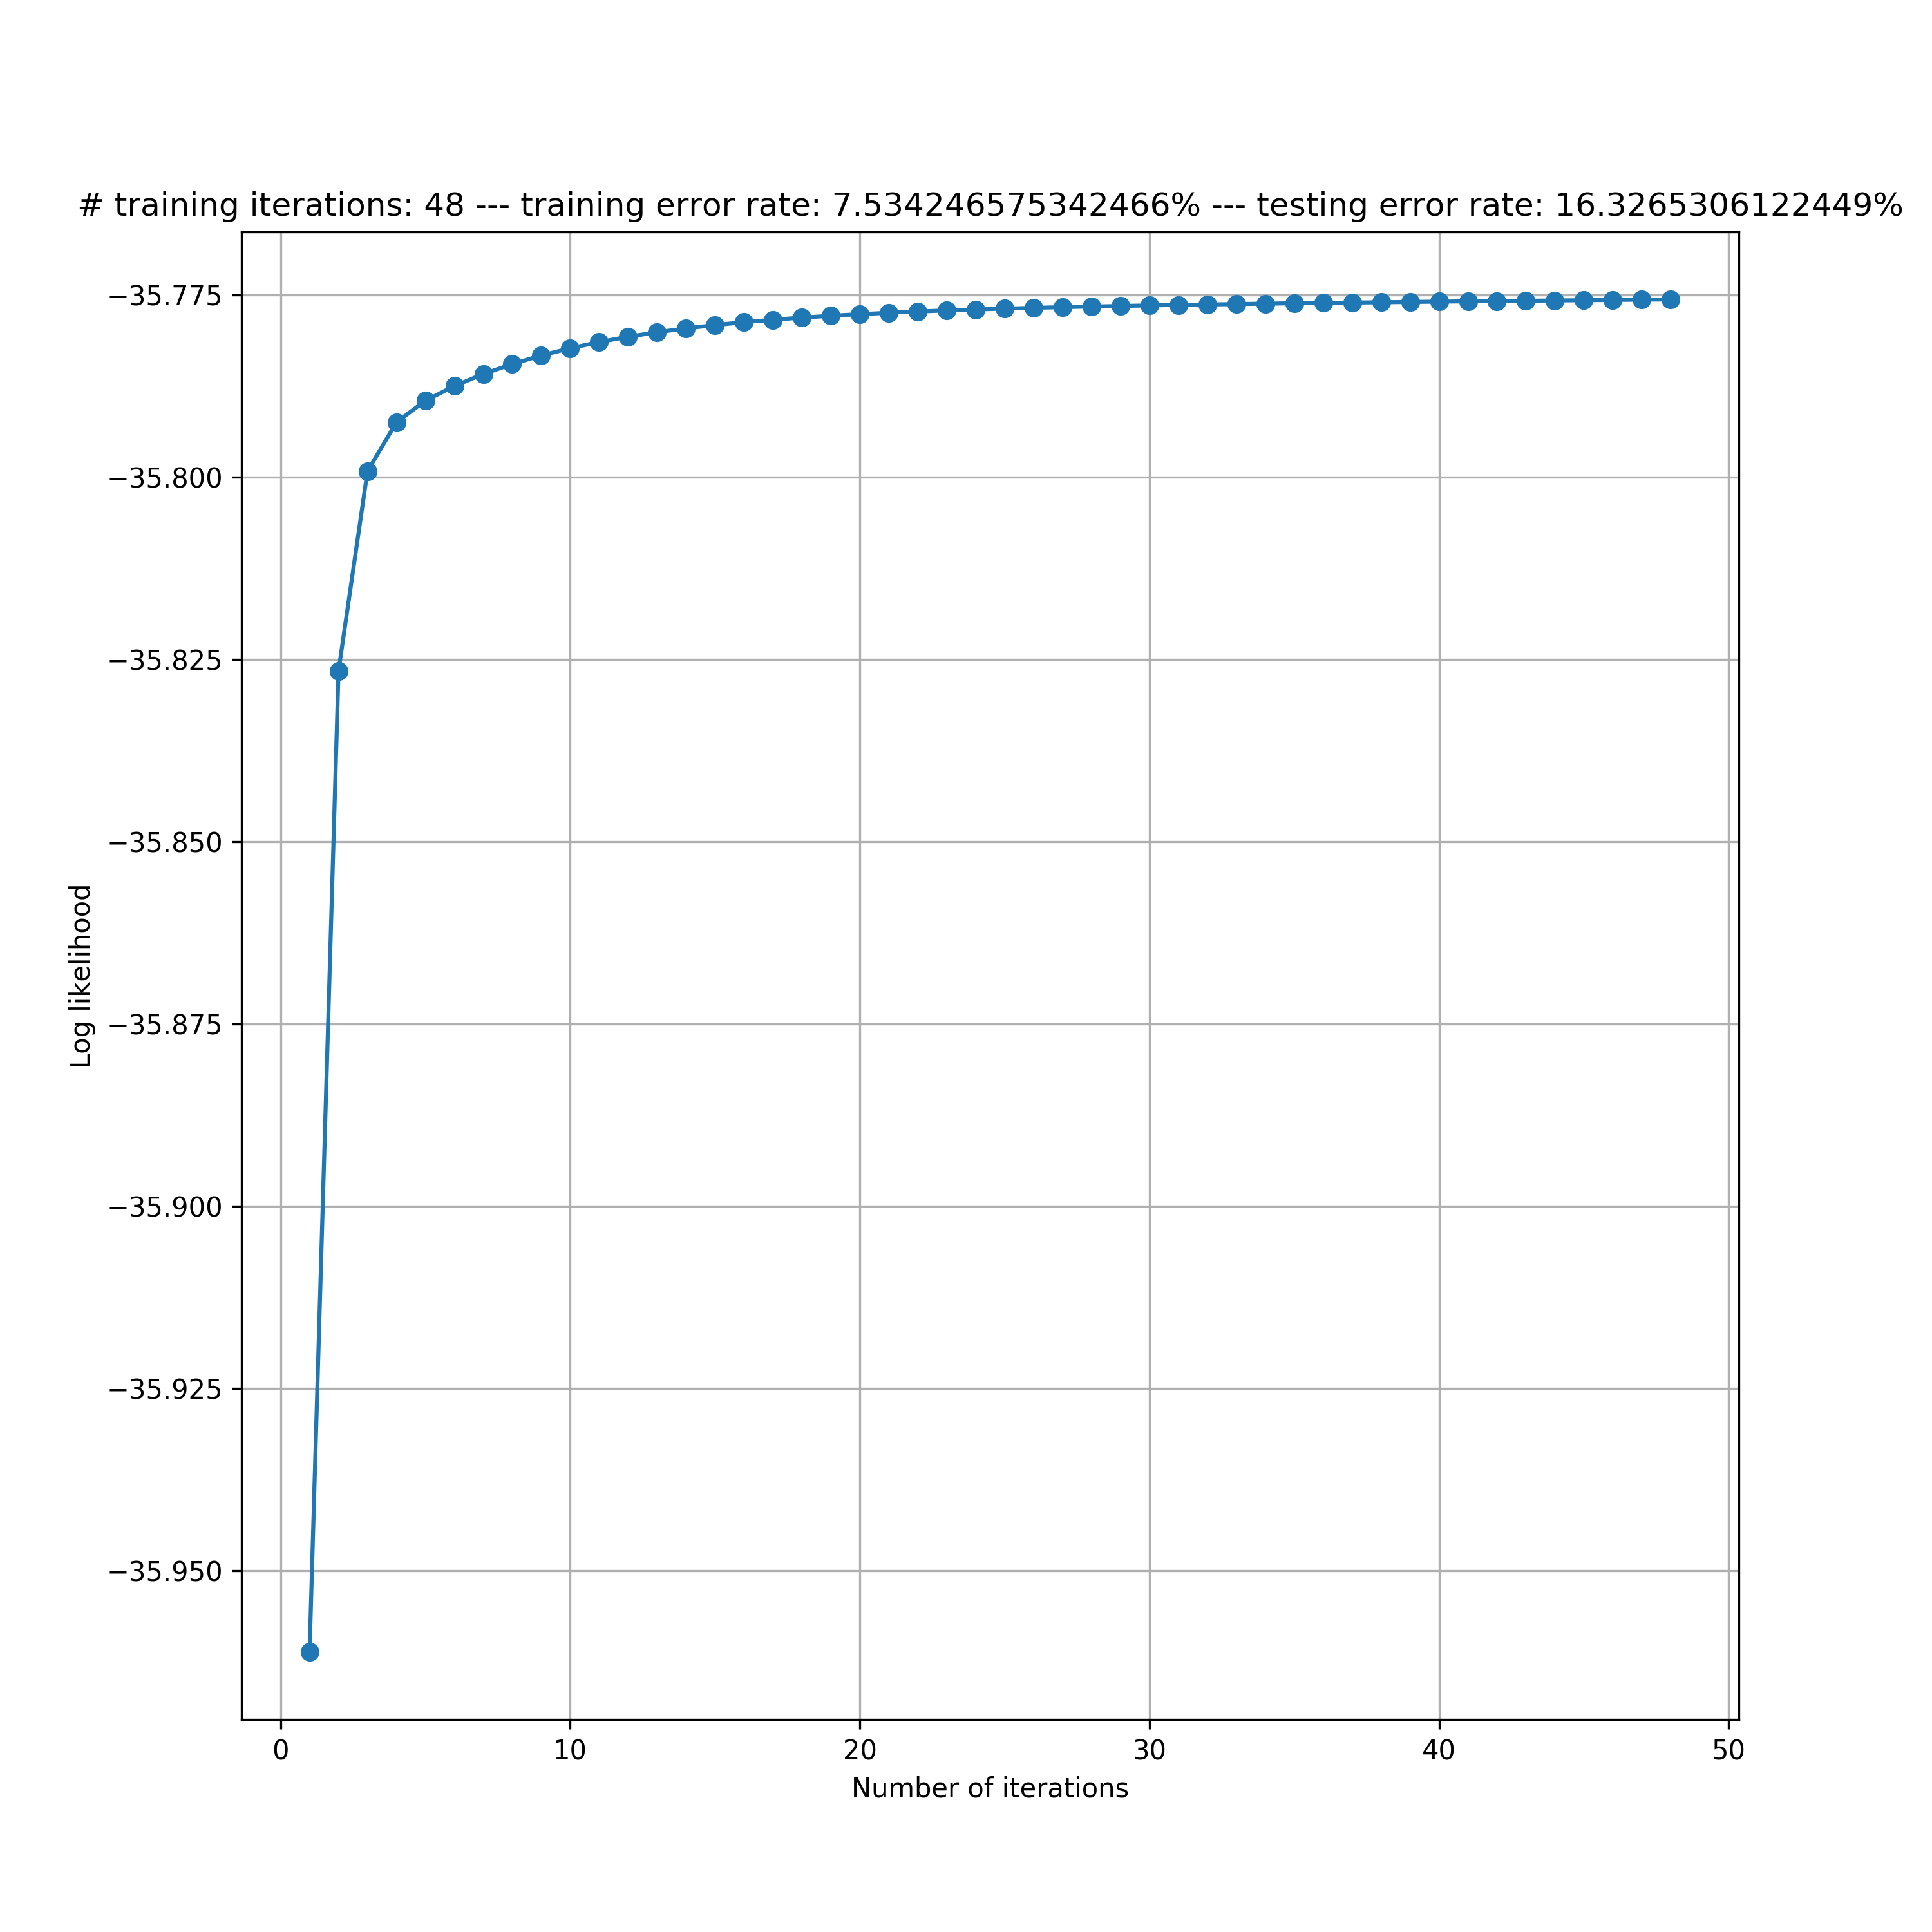 # training iterations: 48 --- training error rate: 7.534246575342466% --- testing error rate: 16.3265306122449%
−35.775
−35.800
−35.825
−35.850
−35.875
−35.900
−35.925
−35.950
Log likelihood
0 10 20 30 40 50
Number of iterations